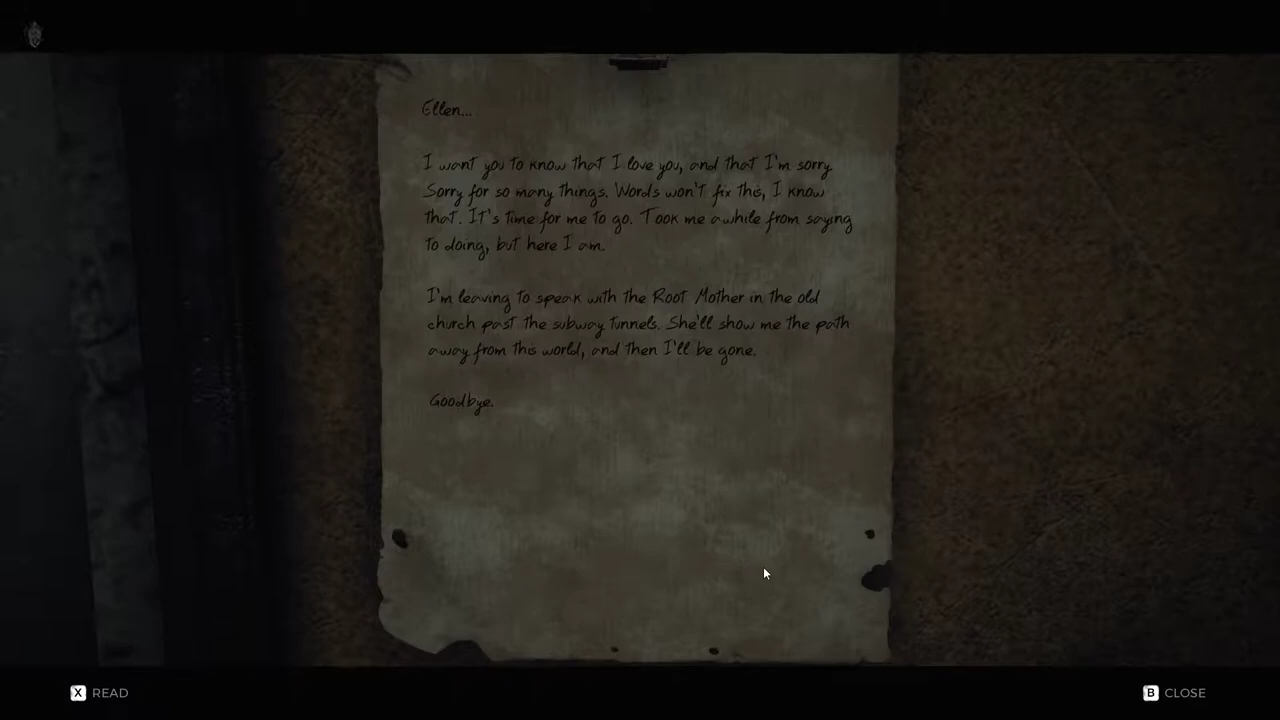 Ellen...
I want you to know that I love you, and that I'm sorry
Sorry for so many things. Words won't fix this, I know
that. It's time for me to go. Took me awhile from saying
to doing, but here I am.
I'm leaving to speak with the Root Mother in the old
church past the subway tunnels. She'll show me the path
away from this world, and then I'll be gone.
Goodbye.
X READ
B CLOSE